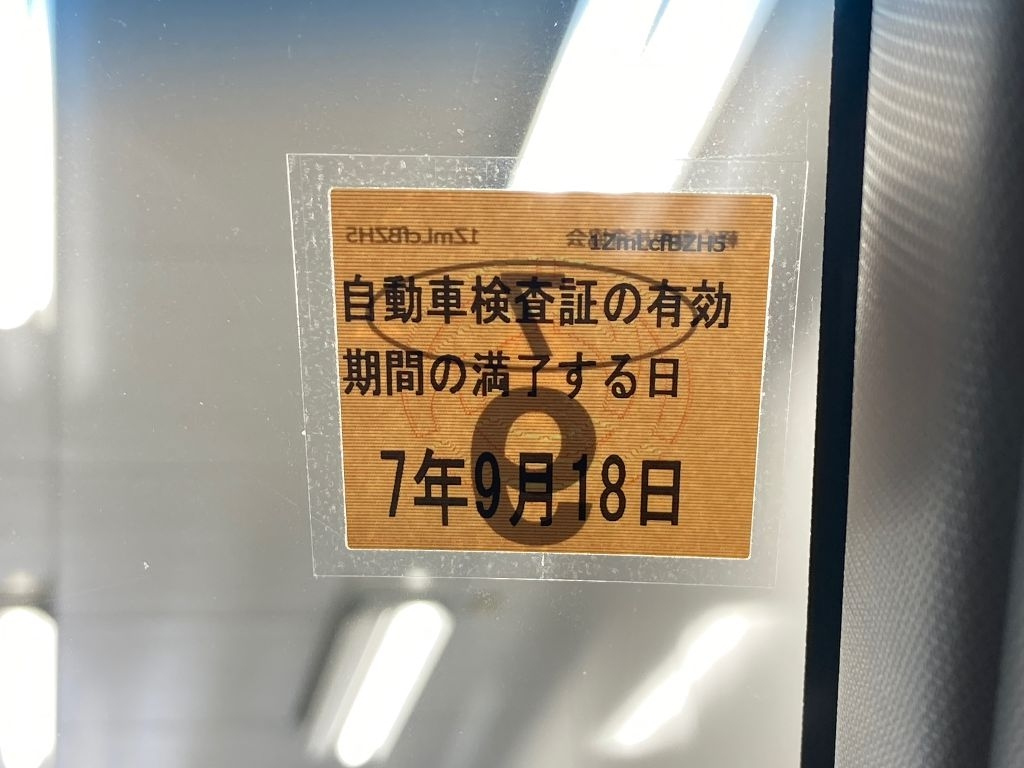 1ZmLcfBZH5
自動車検査証の有効
期間の満了する日
7年9月18日